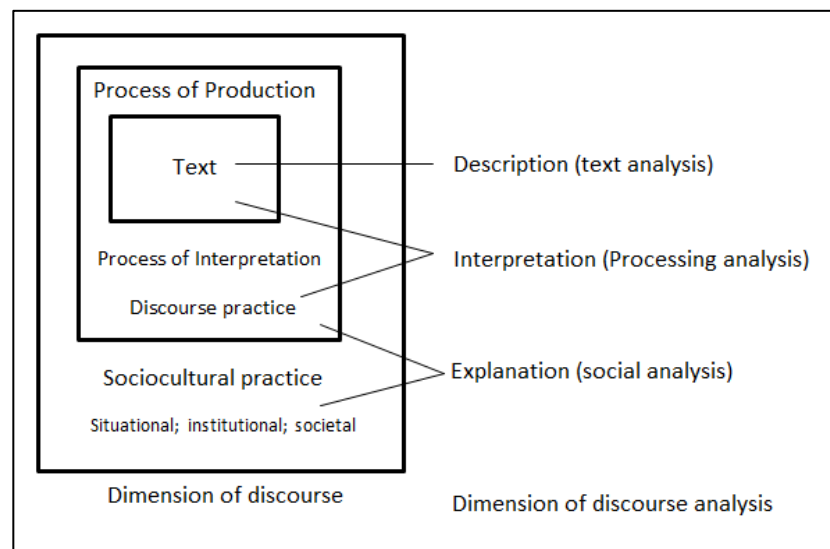 Process of Production
Text
Description (text analysis)
Process of Interpretation
Interpretation (Processing analysis)
Discourse practice
Sociocultural practice
Explanation (social analysis)
Situational; institutional; societal
Dimension of discourse
Dimension of discourse analysis